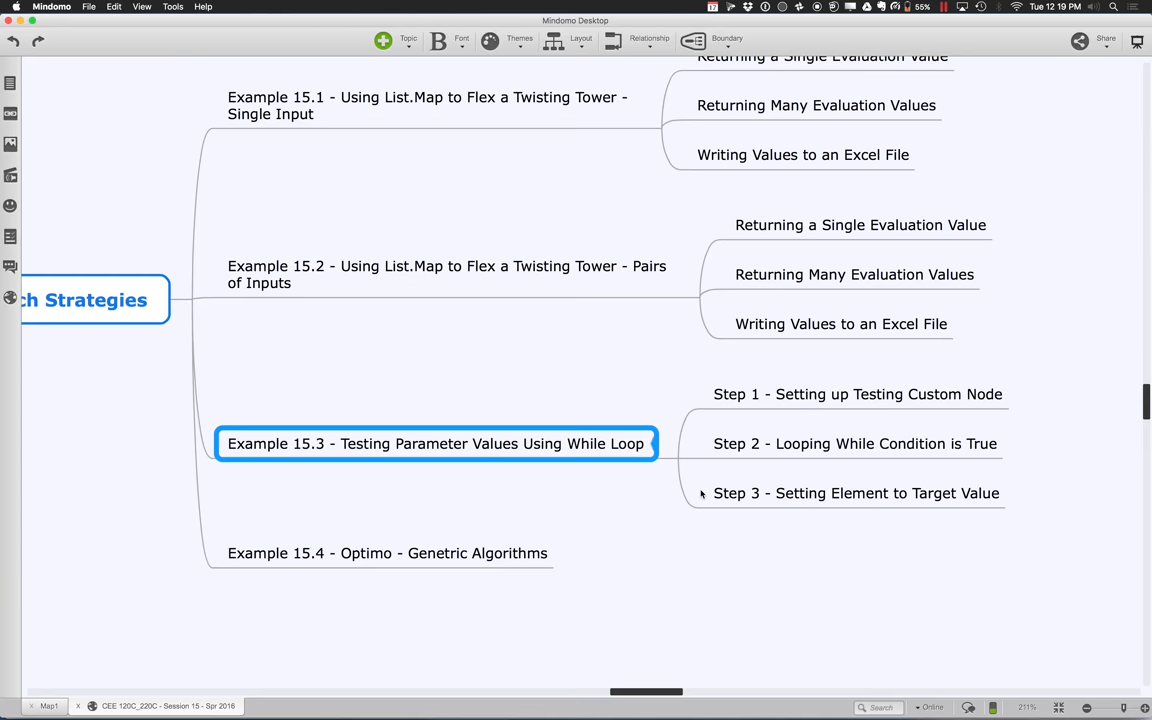 Mindomo File Edit View Tools Help
17 55% Tue 12 19 PM
Mindomo Desktop
Topic Font Themes Layout Relationship Boundary Share
Returning a Single Evaluation Value
Example 15.1 - Using List.Map to Flex a Twisting Tower -
Single Input
Returning Many Evaluation Values
Writing Values to an Excel File
Returning a Single Evaluation Value
Example 15.2 - Using List.Map to Flex a Twisting Tower - Pairs
of Inputs
Returning Many Evaluation Values
Writing Values to an Excel File
ch Strategies
Step 1 - Setting up Testing Custom Node
Example 15.3 - Testing Parameter Values Using While Loop
Step 2 - Looping While Condition is True
Step 3 - Setting Element to Target Value
Example 15.4 - Optimo - Genetric Algorithms
x Map1 x CEE 120C_220C - Session 15 - Spr 2016 Search Online 211%